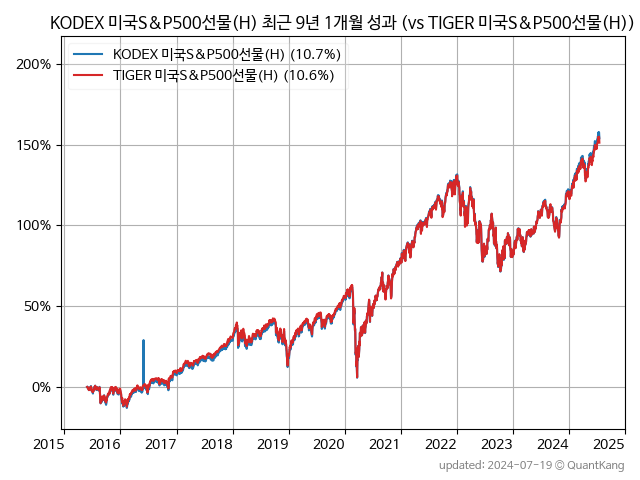 KODEX 미국S&P500선물(H) 최근 9년 1개월 성과 (vs TIGER 미국S&P500선물(H))
KODEX 미국S&P500선물(H) (10.7%)
TIGER 미국S&P500선물(H) (10.6%)
200%
150%
100%
50%
0%
2015 2016 2017 2018 2019 2020 2021 2022 2023 2024 2025
updated: 2024-07-19 © QuantKang